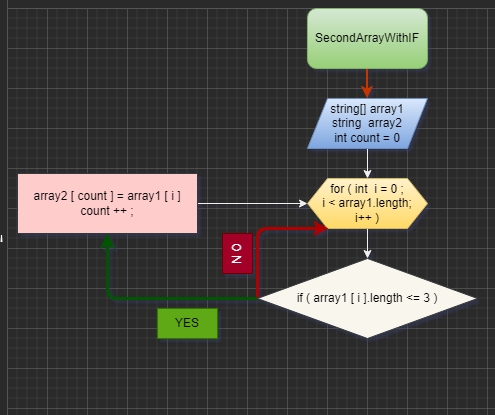 SecondArrayWithIF
string[] array1
string  array2
int count = 0
for ( int  i = 0 ;
i < array1.length;
i++ )
array2 [ count ] = array1 [ i ]
count ++ ;
NO
if ( array1 [ i ].length <= 3 )
YES